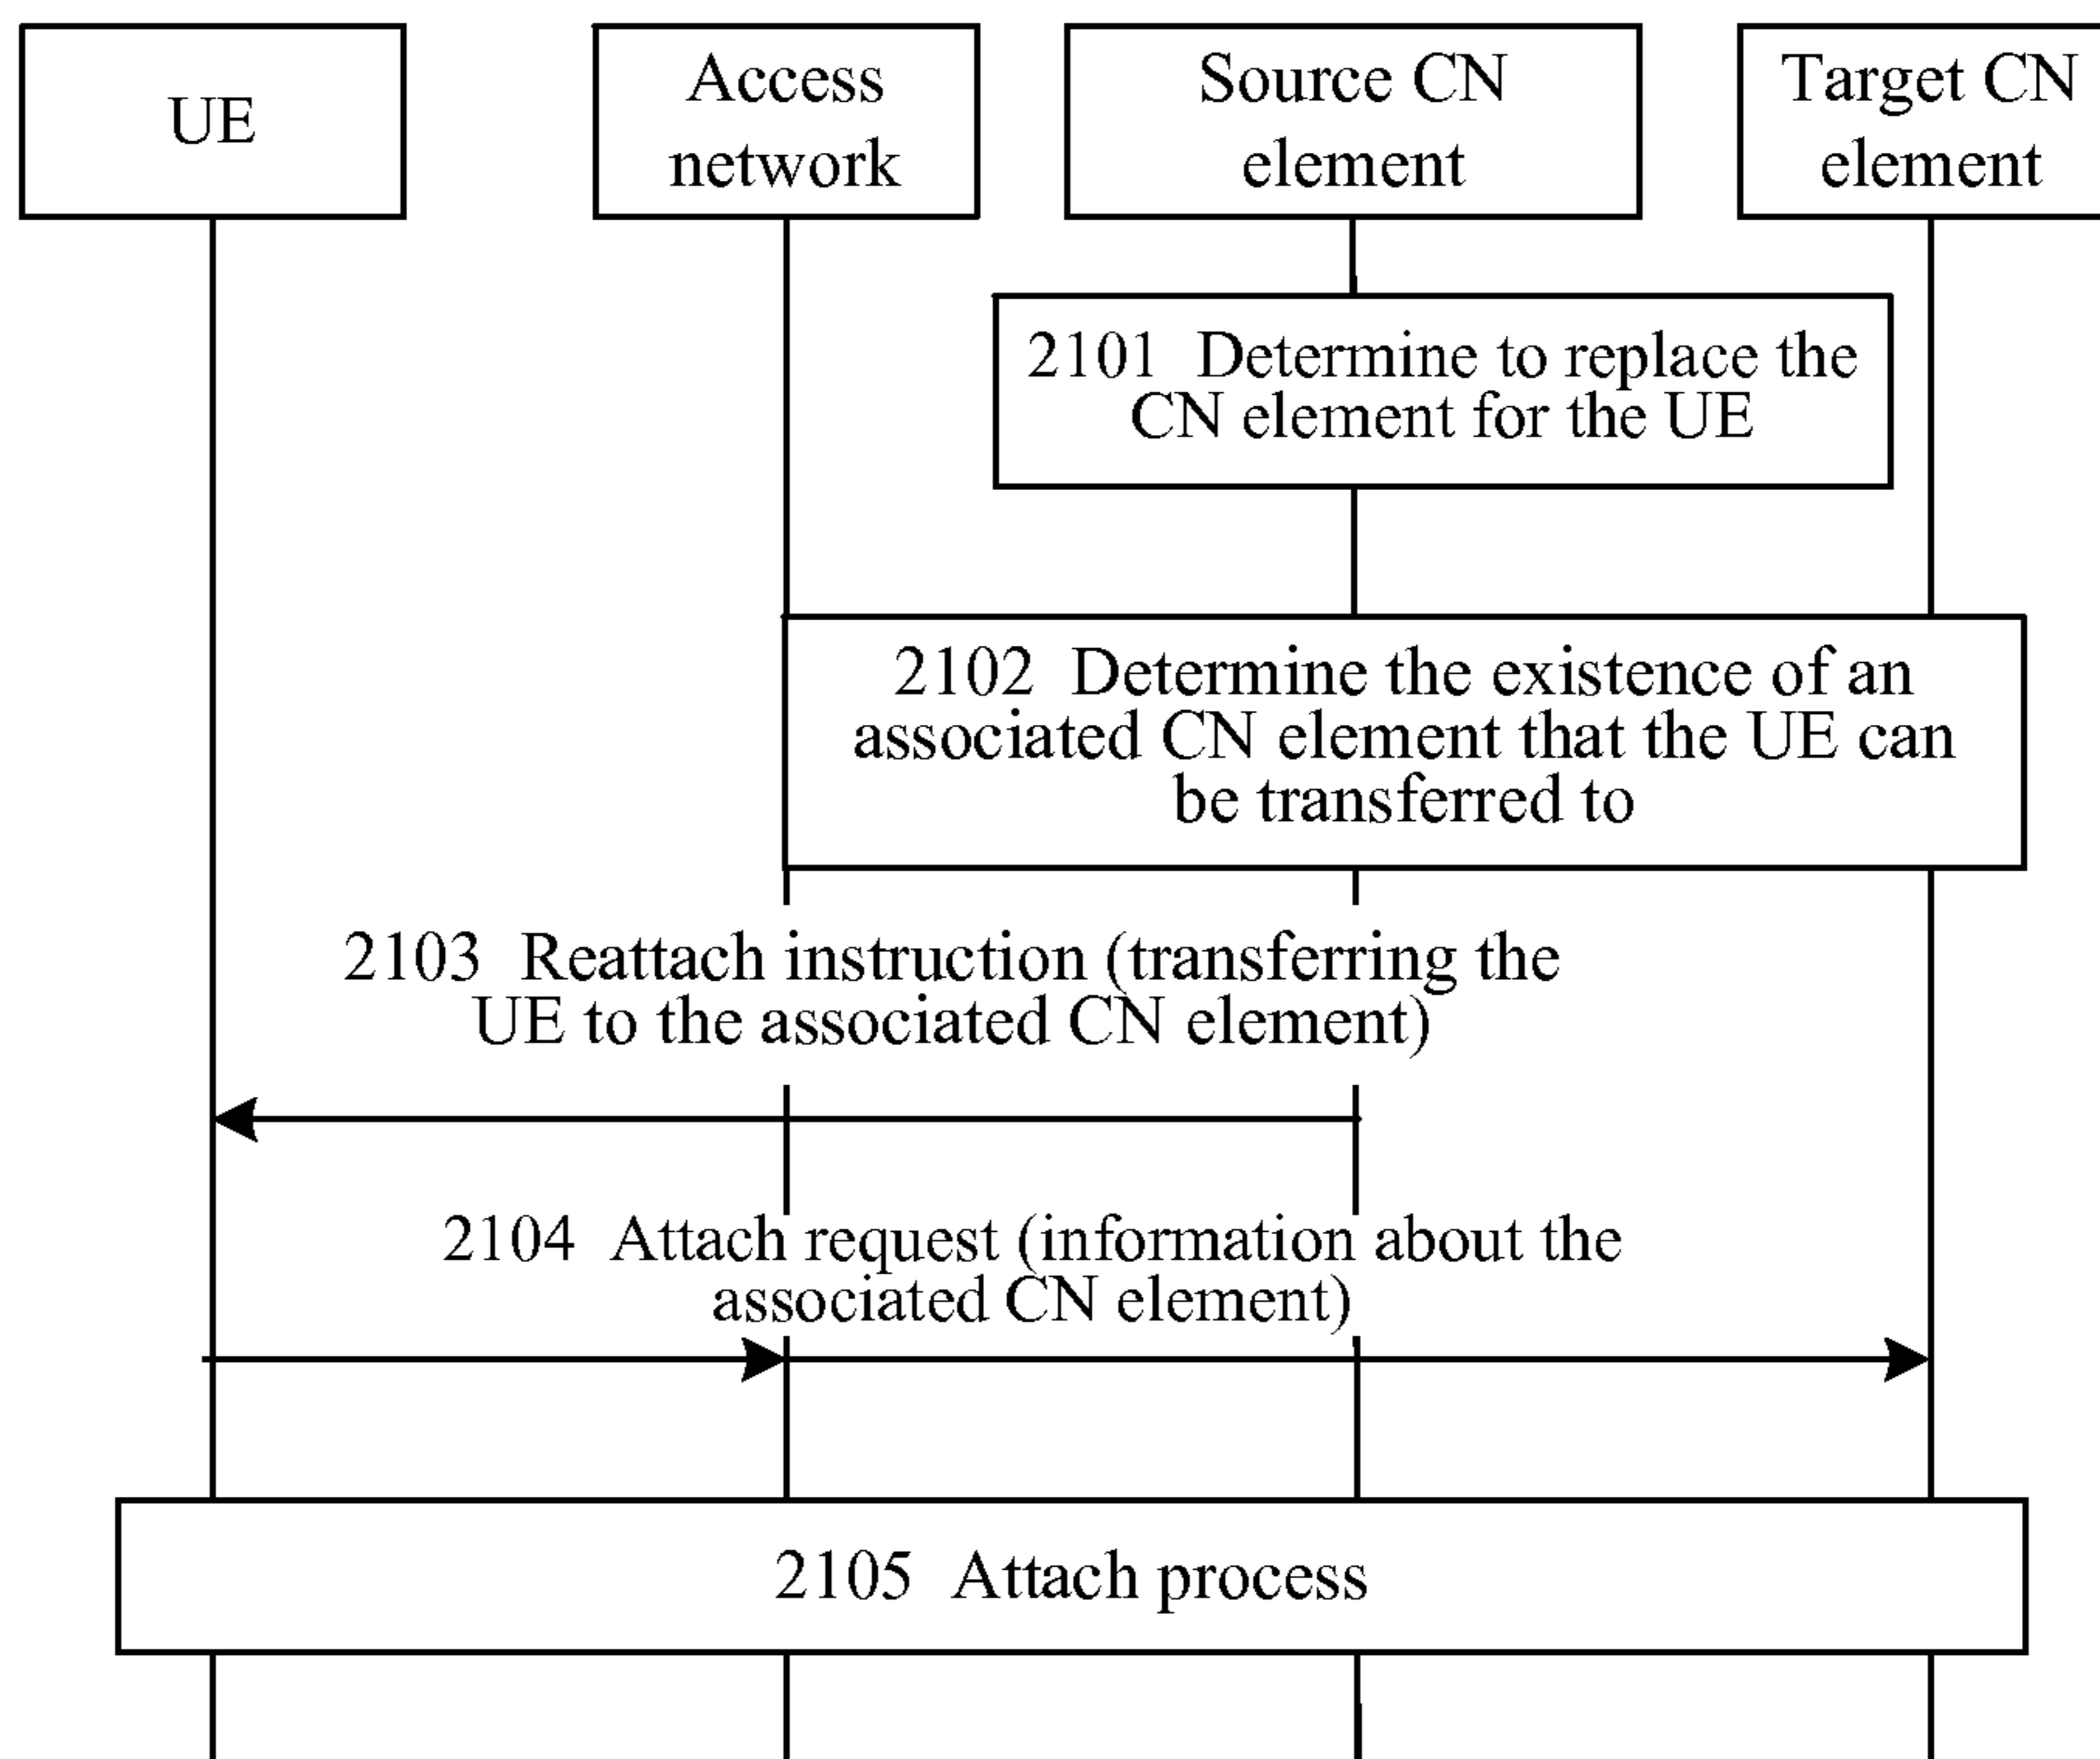 UE
Access
network
Source CN
element
Target CN
element
2101 Determine to replace the
CN element for the UE
2102 Determine the existence of an
associated CN element that the UE can
be transferred to
2103 Reattach instruction (transferring the
UE to the associated CN element)
2104 Attach request (information about the
associated CN element)
2105 Attach process